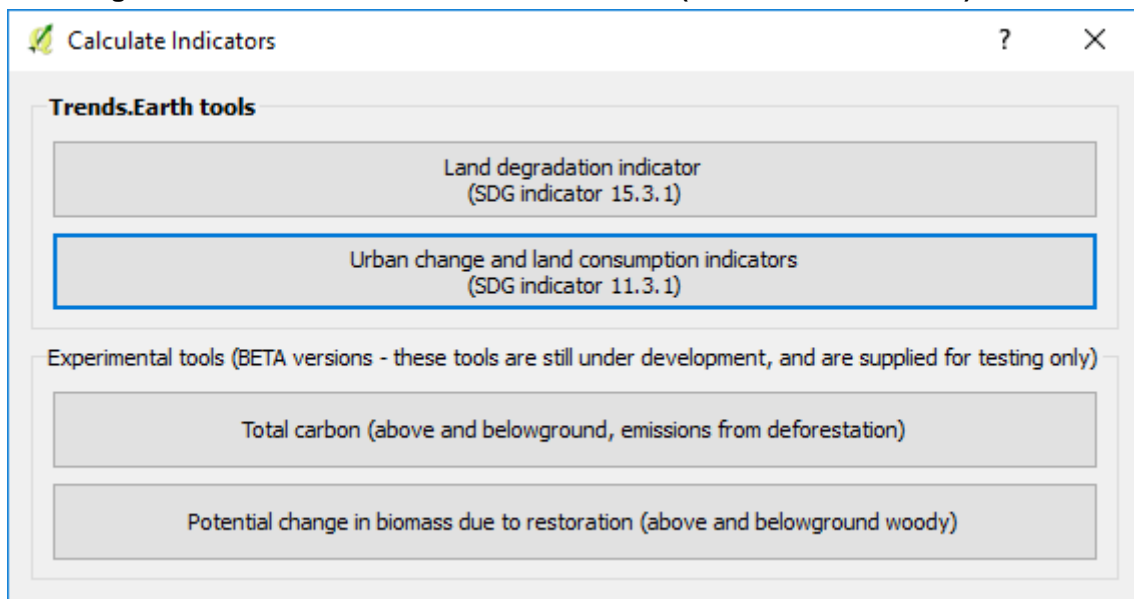 Calculate Indicators
?
Trends.Earth tools
Land degradation indicator
(SDG indicator 15.3.1)
Urban change and land consumption indicators
(SDG indicator 11.3.1)
Experimental tools (BETA versions - these tools are still under development, and are supplied for testing only)
Total carbon (above and belowground, emissions from deforestation)
Potential change in biomass due to restoration (above and belowground woody)